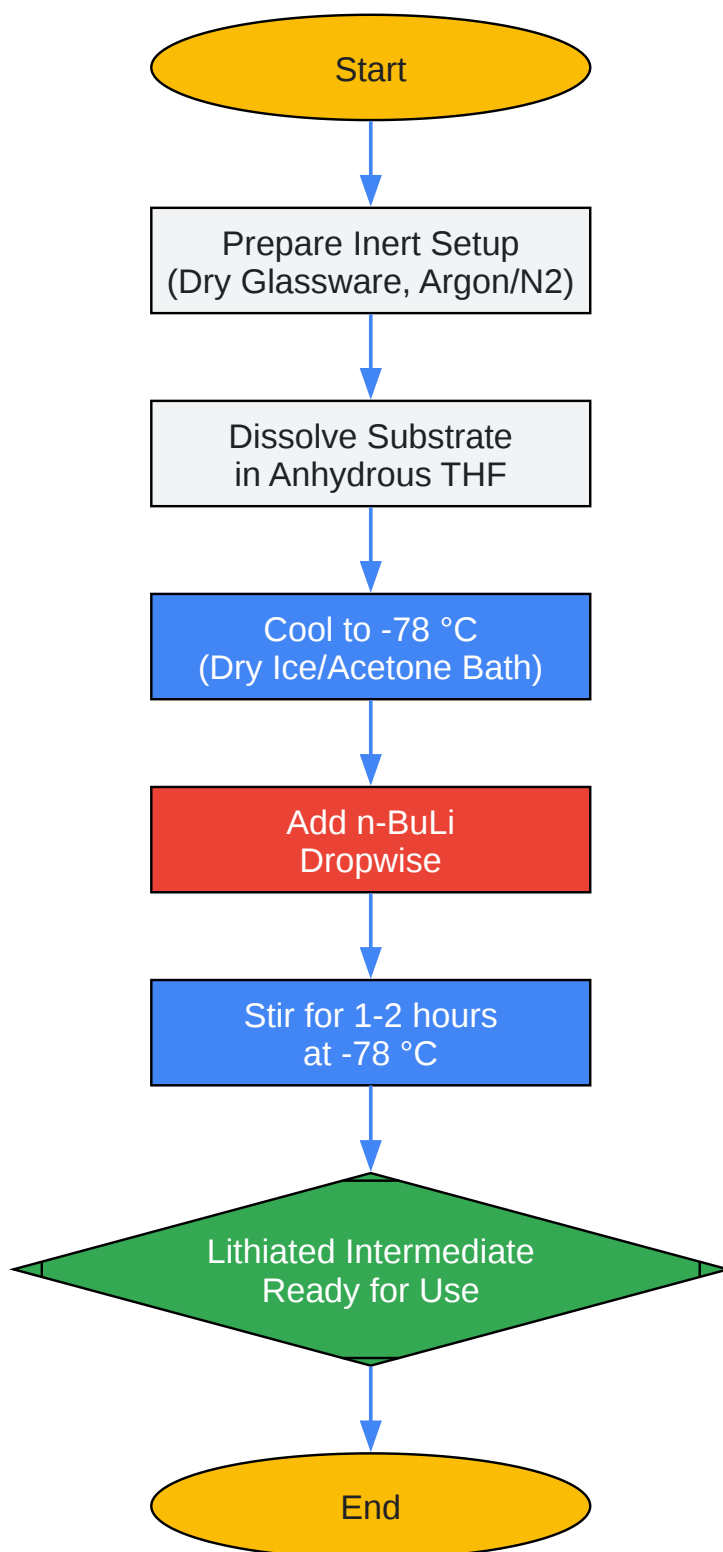 Start
Prepare Inert Setup
(Dry Glassware, Argon/N2)
Dissolve Substrate
in Anhydrous THF
Cool to -78 °C
(Dry Ice/Acetone Bath)
Add n-BuLi
Dropwise
Stir for 1-2 hours
at -78 °C
Lithiated Intermediate
Ready for Use
End